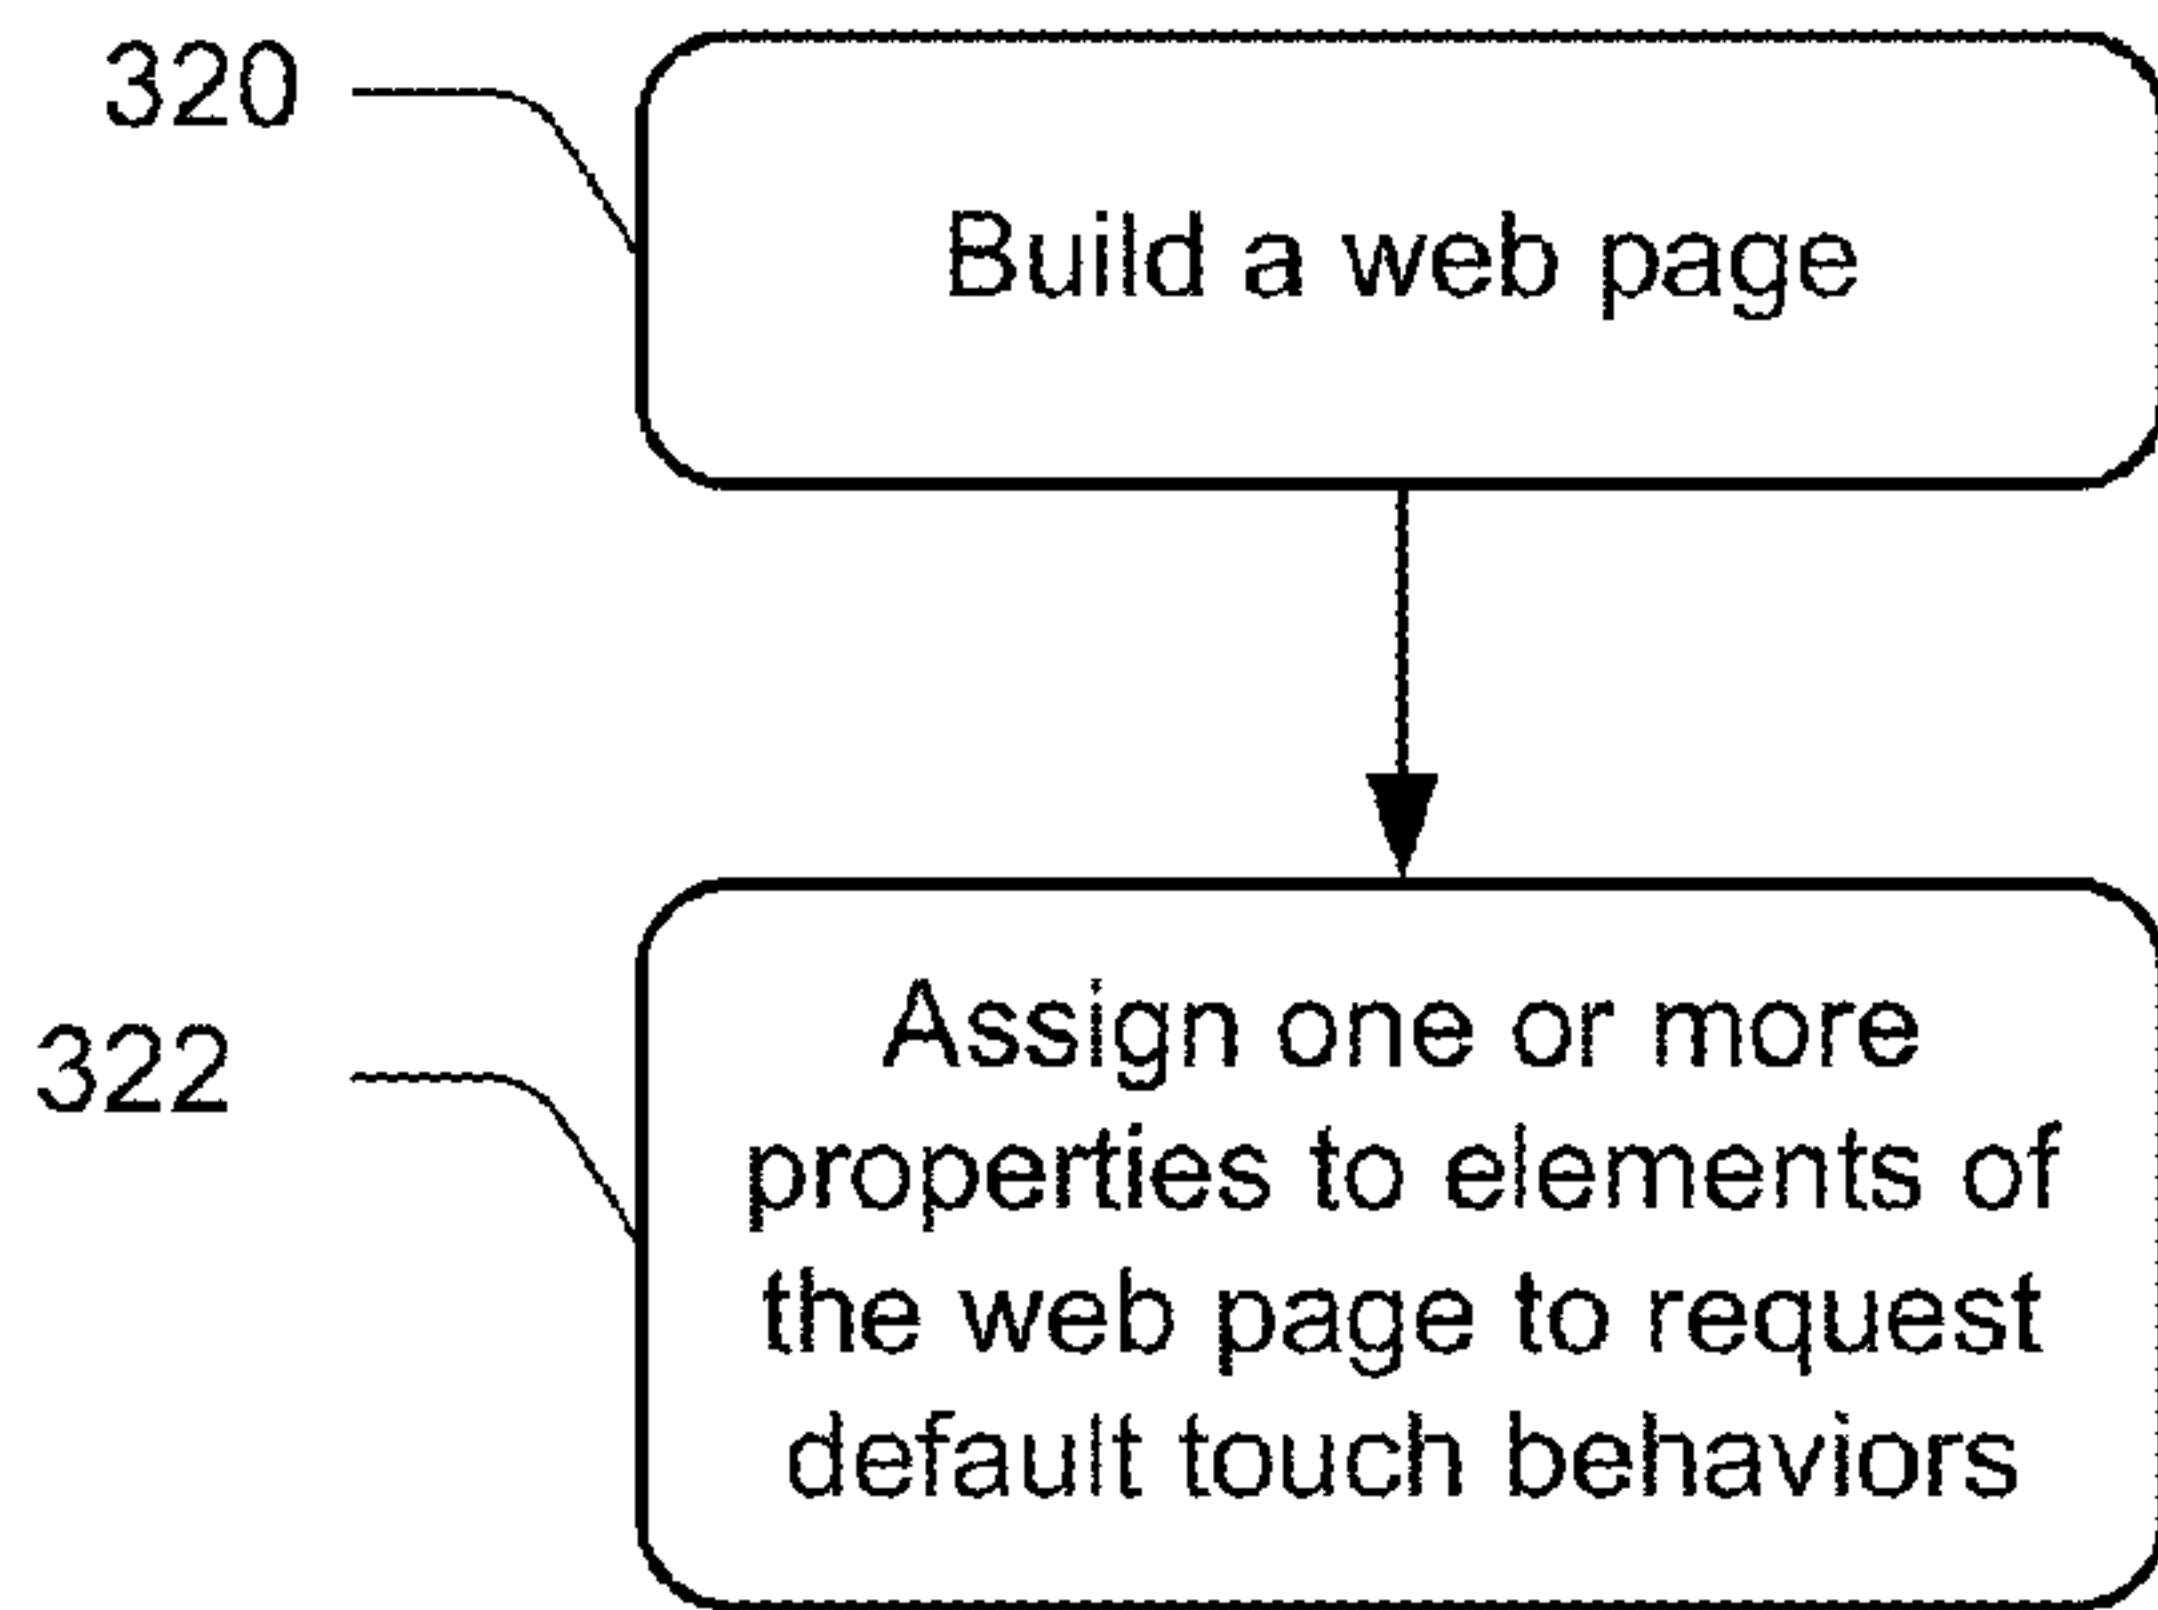 320
Build a web page
322
Assign one or more
properties to elements of
the web page to request
default touch behaviors